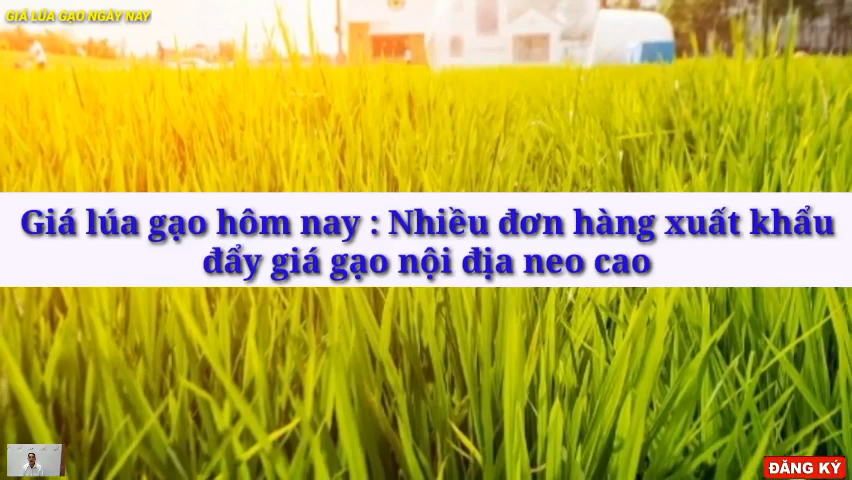 GIÁ LÚA GẠO NGÀY NAY
Giá lúa gạo hôm nay : Nhiều đơn hàng xuất khẩu
đẩy giá gạo nội địa neo cao
ĐĂNG KÝ